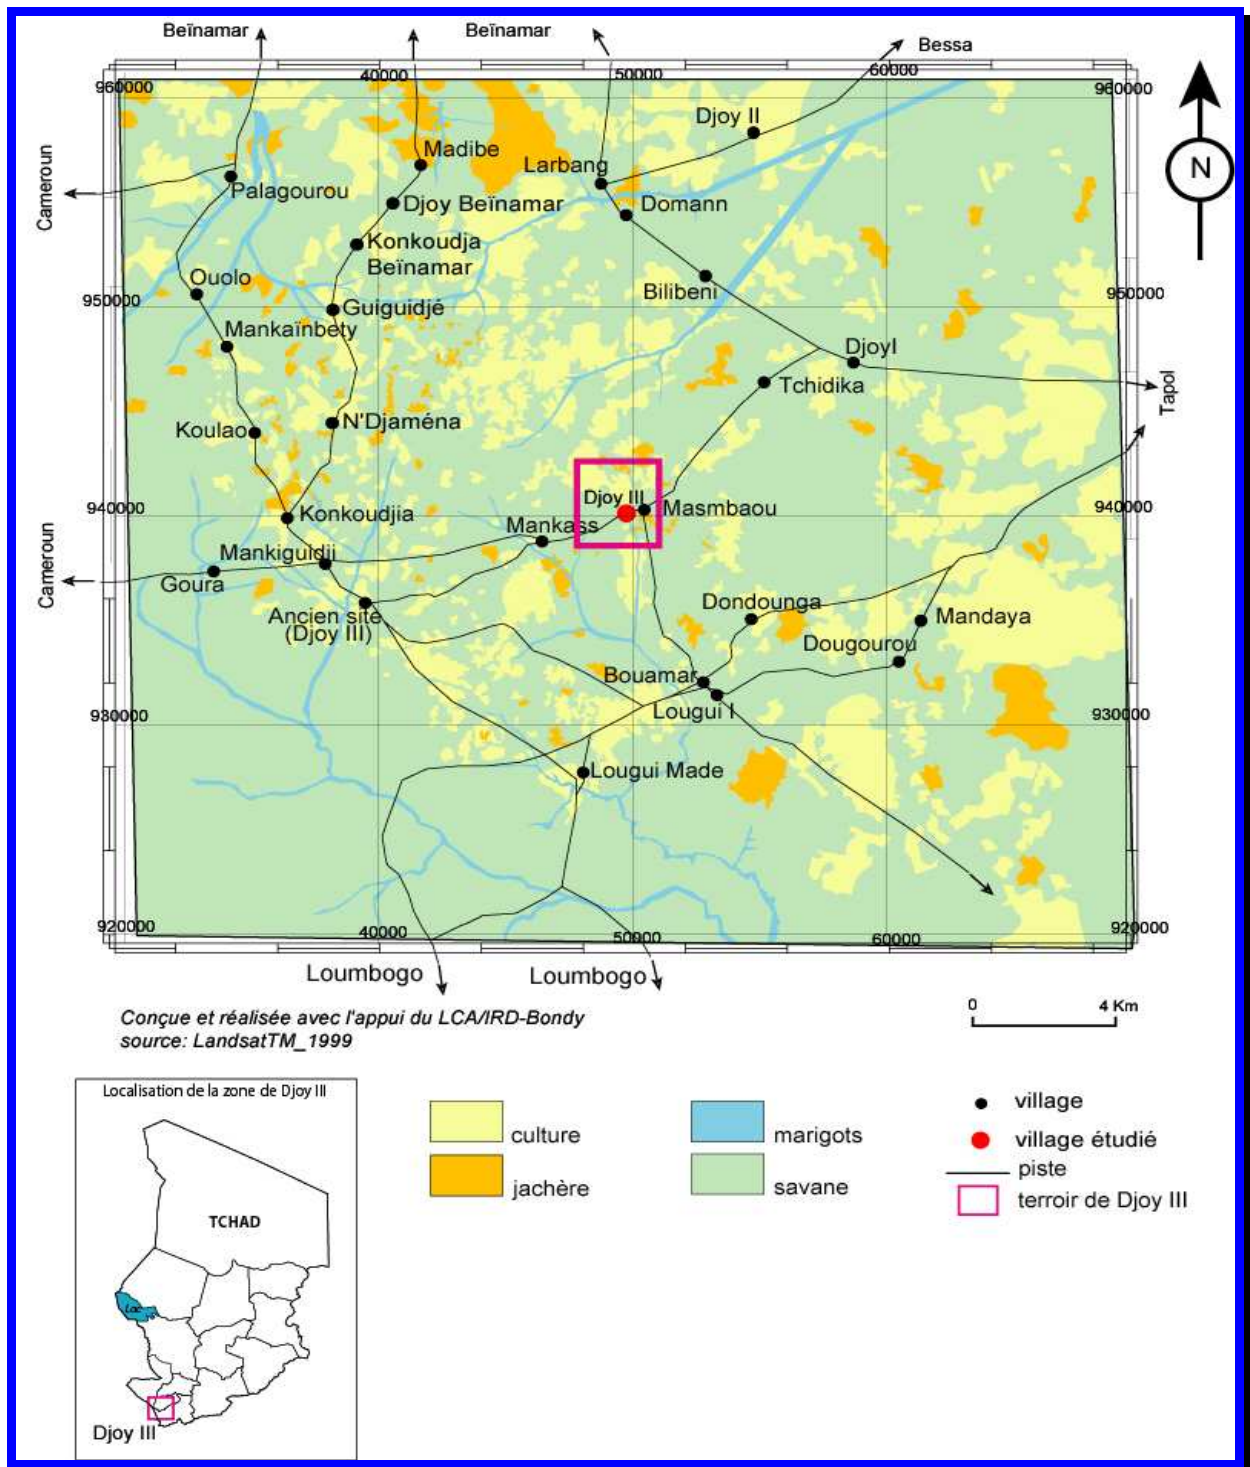 Beïnamar
Beïnamar
Bessa
40000
50000
60000
960000
960000
Djoy II
Madibe
Larbang
Cameroun
N
Palagourou
Djoy Beïnamar
Domann
Konkoudja
Beïnamar
Ouolo
Bilibeni
950000
950000
Guiguidjé
Mankaïnbety
DjoyI
Tchidika
Tapol
Koulao
N'Djaména
Djoy III
940000
Konkoudjia
Masmbaou
940000
Mankass
Mankiguidji
Cameroun
Goura
Dondounga
Ancien site
(Djoy III)
Mandaya
Dougourou
Bouamar
930000
Lougui I
930000
Lougui Made
920000
40000
50000
60000
920000
Loumbogo
Loumbogo
Conçue et réalisée avec l'appui du LCA/IRD-Bondy
source: LandsatTM_1999
0
4 Km
Localisation de la zone de Djoy III
TCHAD
Lac
Djoy III
culture
jachère
marigots
savane
village
village étudié
piste
terroir de Djoy III